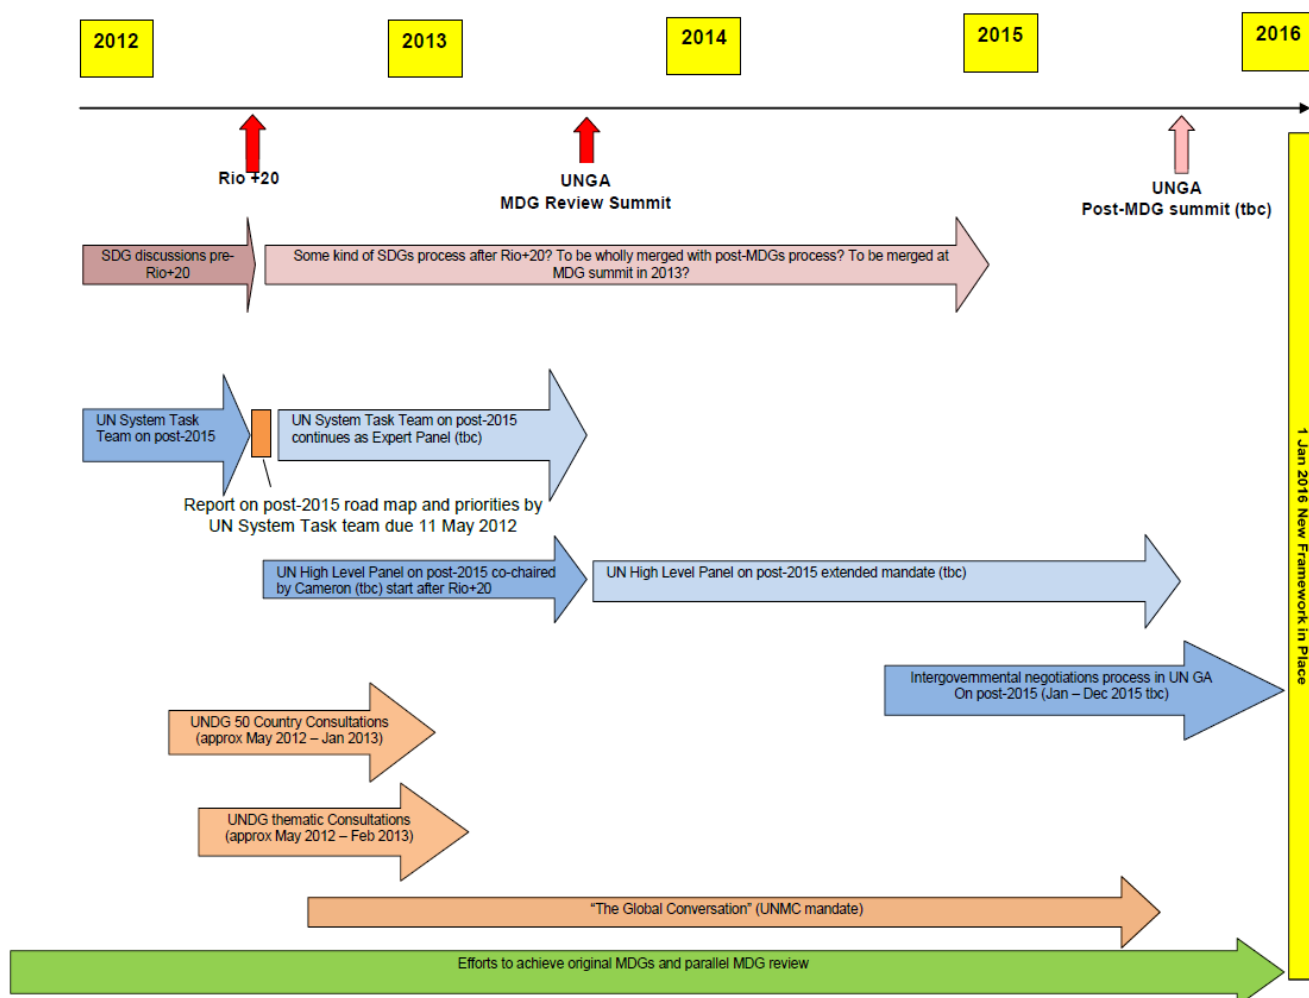 2012
2013
2014
2015
2016
Rio +20
UNGA
MDG Review Summit
UNGA
Post-MDG summit (tbc)
SDG discussions pre-
Rio+20
Some kind of SDGs process after Rio+20? To be wholly merged with post-MDGs process? To be merged at
MDG summit in 2013?
UN System Task
Team on post-2015
UN System Task Team on post-2015
continues as Expert Panel (tbc)
Report on post-2015 road map and priorities by
UN System Task team due 11 May 2012
UN High Level Panel on post-2015 co-chaired
by Cameron (tbc) start after Rio+20
UN High Level Panel on post-2015 extended mandate (tbc)
Intergovernmental negotiations process in UN GA
On post-2015 (Jan – Dec 2015 tbc)
UNDG 50 Country Consultations
(approx May 2012 – Jan 2013)
UNDG thematic Consultations
(approx May 2012 – Feb 2013)
“The Global Conversation” (UNMC mandate)
Efforts to achieve original MDGs and parallel MDG review
1 Jan 2016 New Framework in Place